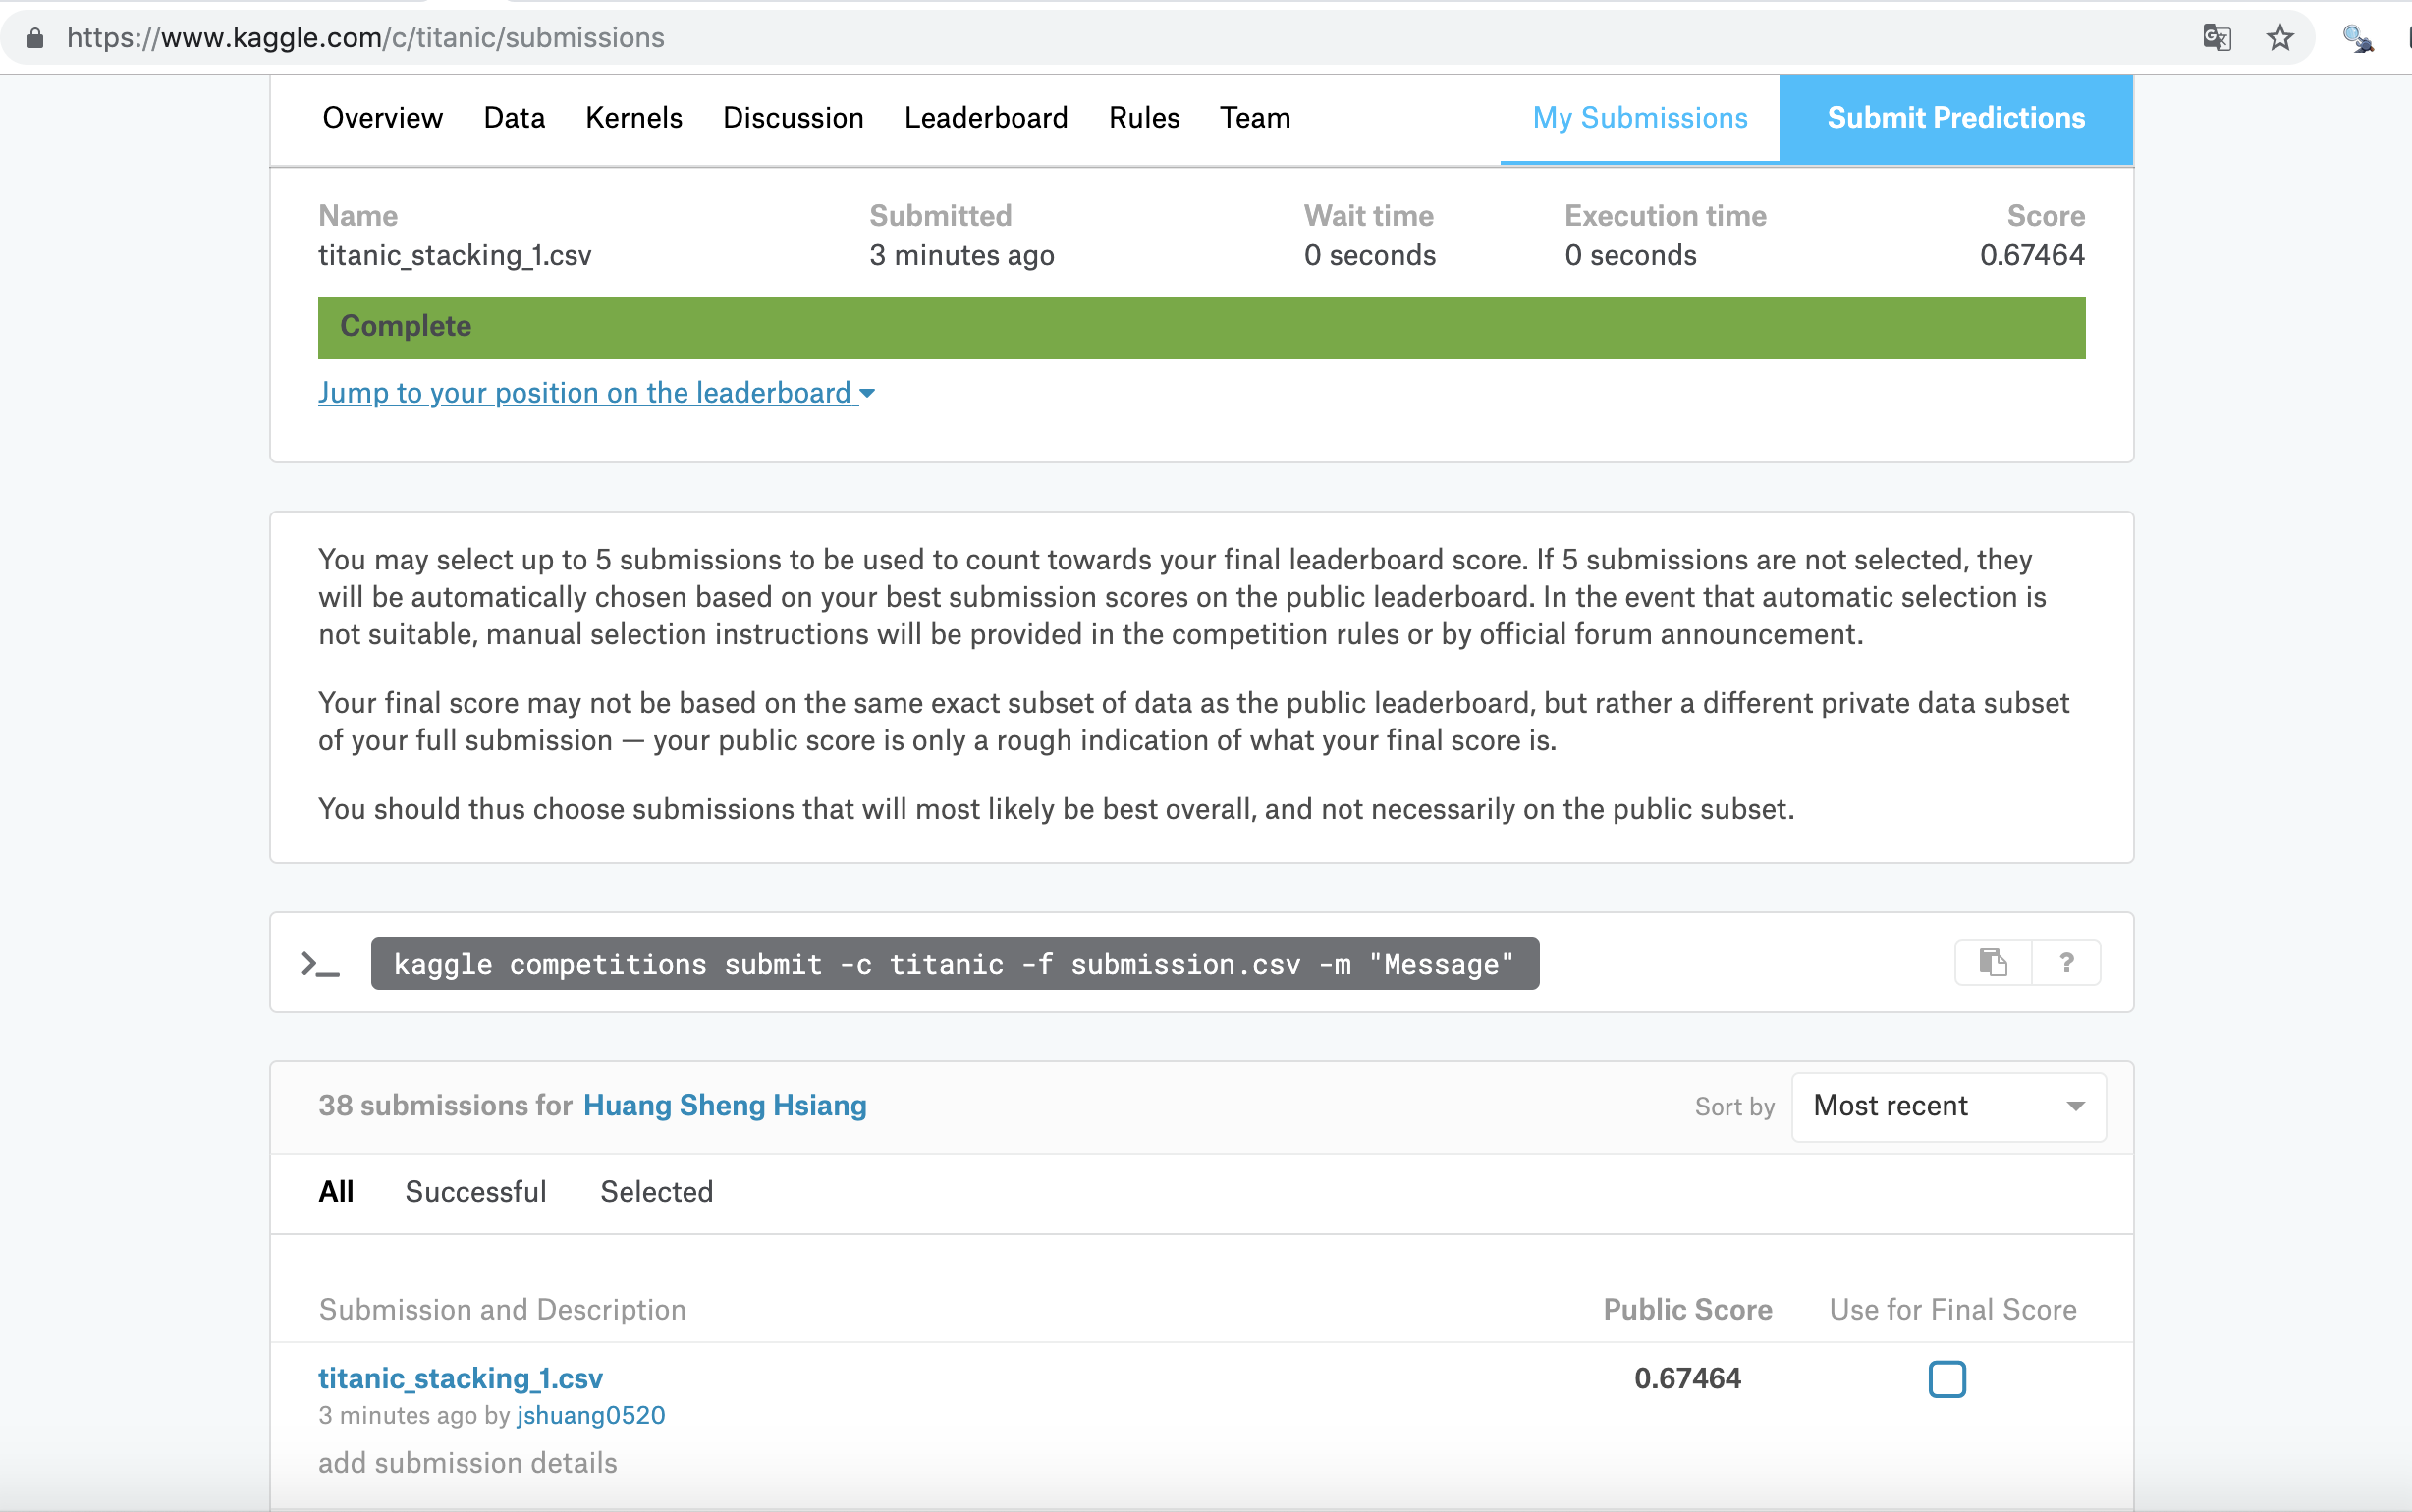 https://www.kaggle.com/c/titanic/submissions
Overview Data Kernels Discussion Leaderboard Rules Team My Submissions Submit Predictions
Name Submitted Wait time Execution time Score
titanic_stacking_1.csv 3 minutes ago 0 seconds 0 seconds 0.67464
Complete
Jump to your position on the leaderboard
You may select up to 5 submissions to be used to count towards your final leaderboard score. If 5 submissions are not selected, they
will be automatically chosen based on your best submission scores on the public leaderboard. In the event that automatic selection is
not suitable, manual selection instructions will be provided in the competition rules or by official forum announcement.
Your final score may not be based on the same exact subset of data as the public leaderboard, but rather a different private data subset
of your full submission — your public score is only a rough indication of what your final score is.
You should thus choose submissions that will most likely be best overall, and not necessarily on the public subset.
>_ kaggle competitions submit -c titanic -f submission.csv -m "Message" ?
38 submissions for Huang Sheng Hsiang Sort by Most recent
All Successful Selected
Submission and Description Public Score Use for Final Score
titanic_stacking_1.csv 0.67464
3 minutes ago by jshuang0520
add submission details